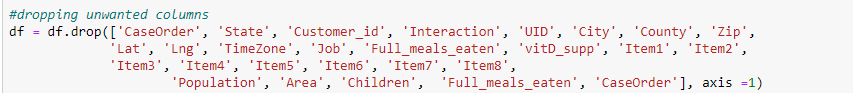 #dropping unwanted columns
df = df.drop(['CaseOrder', 'State', 'Customer_id', 'Interaction', 'UID', 'City', 'County', 'Zip',
'Lat', 'Lng', 'TimeZone', 'Job', 'Full_meals_eaten', 'vitD_supp', 'Item1', 'Item2',
'Item3', 'Item4', 'Item5', 'Item6', 'Item7', 'Item8',
'Population', 'Area', 'Children',  'Full_meals_eaten', 'CaseOrder'], axis =1)